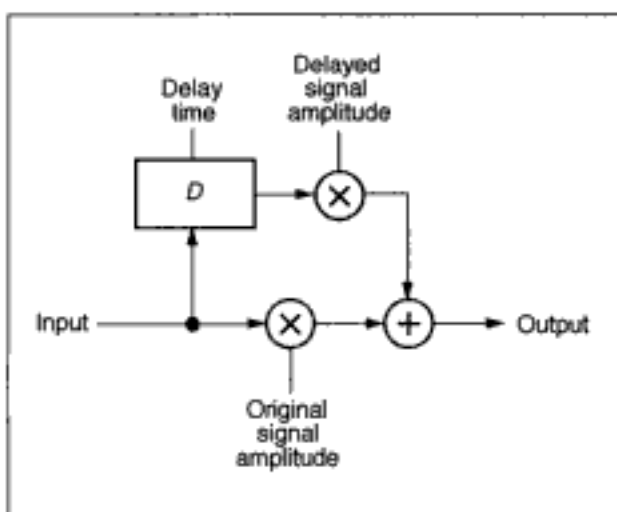 Delay
time
Delayed
signal
amplitude
D
×
Input
×
+
Output
Original
signal
amplitude